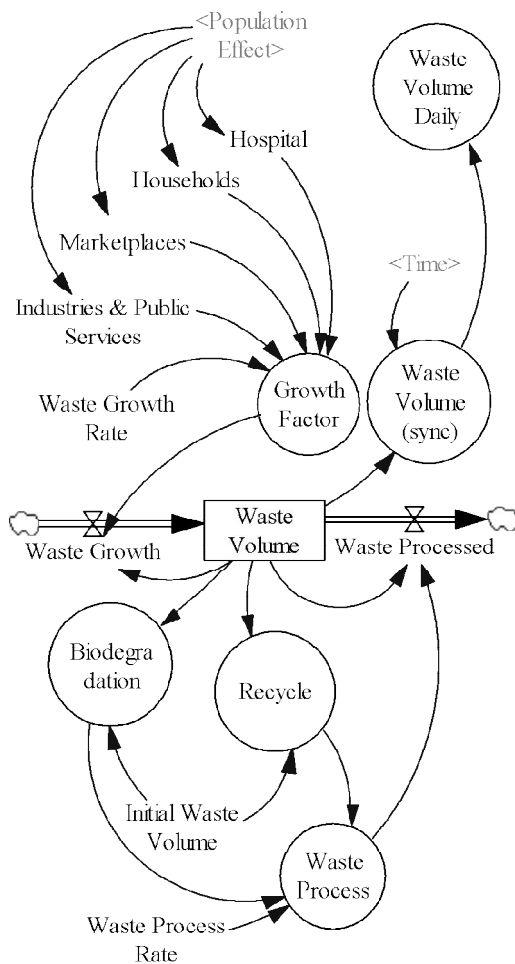 <Population
Effect>
Waste
Volume
Daily
Hospital
Households
Marketplaces
<Time>
Industries & Public
Services
Waste Growth
Rate
Growth
Factor
Waste
Volume
(sync)
Waste Growth
Waste
Volume
Waste Processed
Biodegra
dation
Recycle
Initial Waste
Volume
Waste
Process
Waste Process
Rate